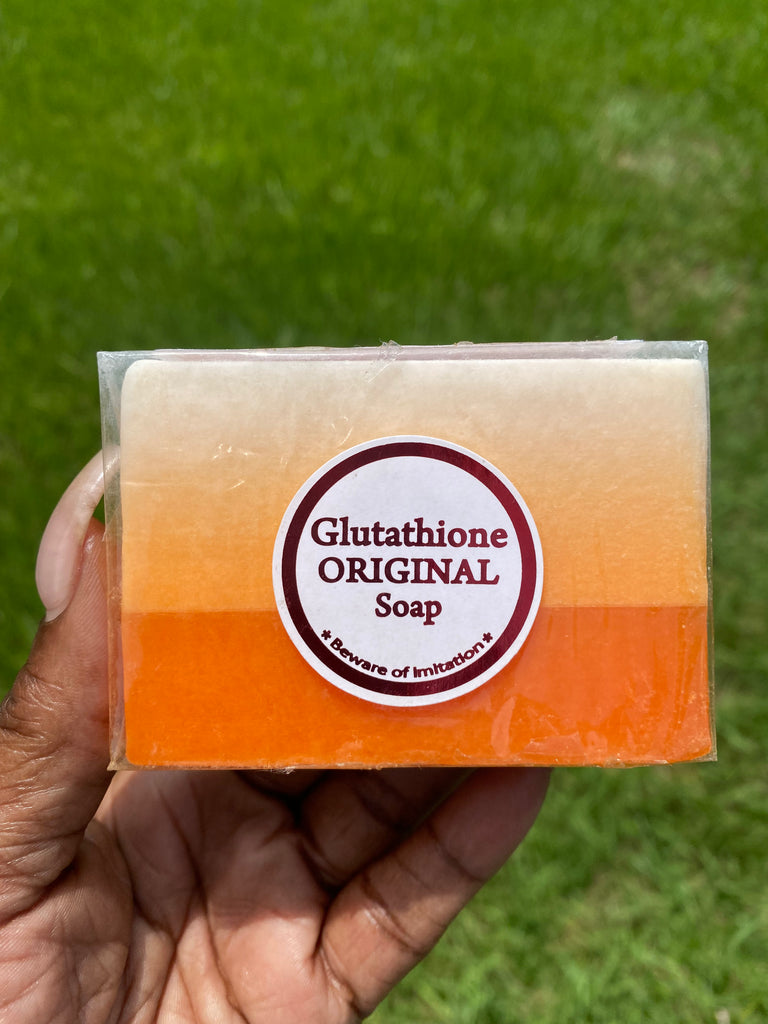 Glutathione
ORIGINAL
Soap
* Beware of Imitation *